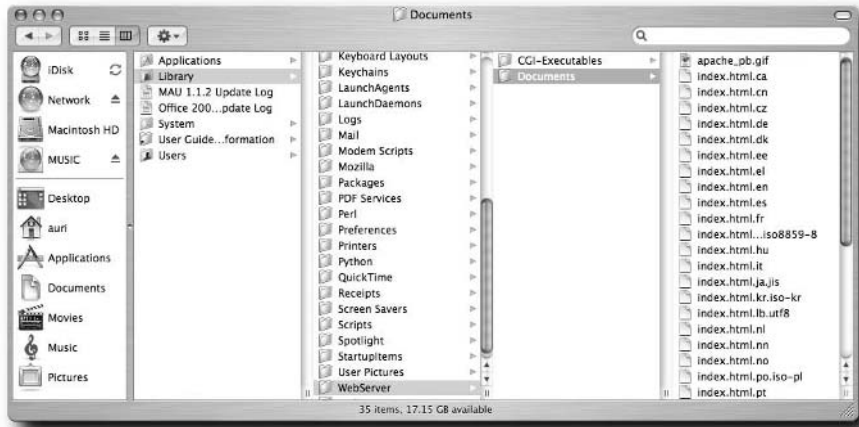 Documents
iDisk
Network
Macintosh HD
MUSIC
Desktop
auri
Applications
Documents
Movies
Music
Pictures
Applications
Library
MAU 1.1.2 Update Log
Office 200...pdate Log
System
User Guide...formation
Users
Keyboard Layouts
Keychains
LaunchAgents
LaunchDaemons
Logs
Mail
Modem Scripts
Mozilla
Packages
PDF Services
Perl
Preferences
Printers
Python
QuickTime
Receipts
Screen Savers
Scripts
Spotlight
StartupItems
User Pictures
WebServer
CGI-Executables
Documents
apache_pb.gif
index.html.ca
index.html.cn
index.html.cz
index.html.de
index.html.dk
index.html.ee
index.html.el
index.html.en
index.html.es
index.html.fr
index.html...iso8859-8
index.html.hu
index.html.it
index.html.ja.jis
index.html.kr.iso-kr
index.html.lb.utf8
index.html.nl
index.html.nn
index.html.no
index.html.po.iso-pl
index.html.pt
35 items, 17.15 GB available